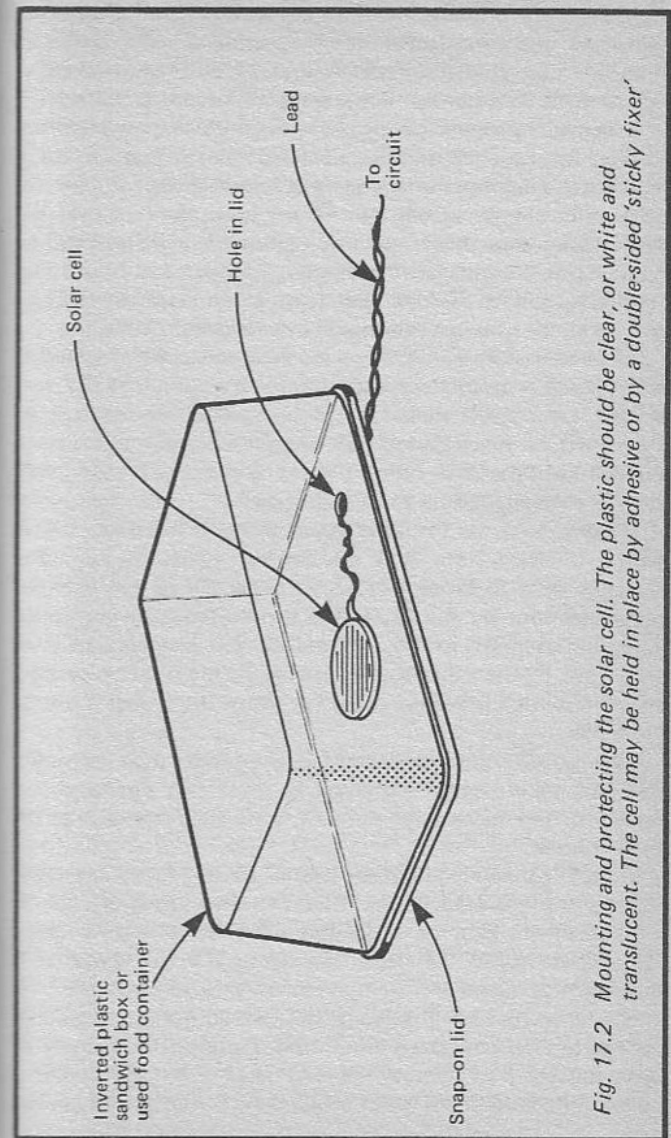 Solar cell
Hole in lid
Lead
To
circuit
Inverted plastic
sandwich box or
used food container
Snap-on lid
Fig. 17.2 Mounting and protecting the solar cell. The plastic should be clear, or white and
translucent. The cell may be held in place by adhesive or by a double-sided 'sticky fixer'